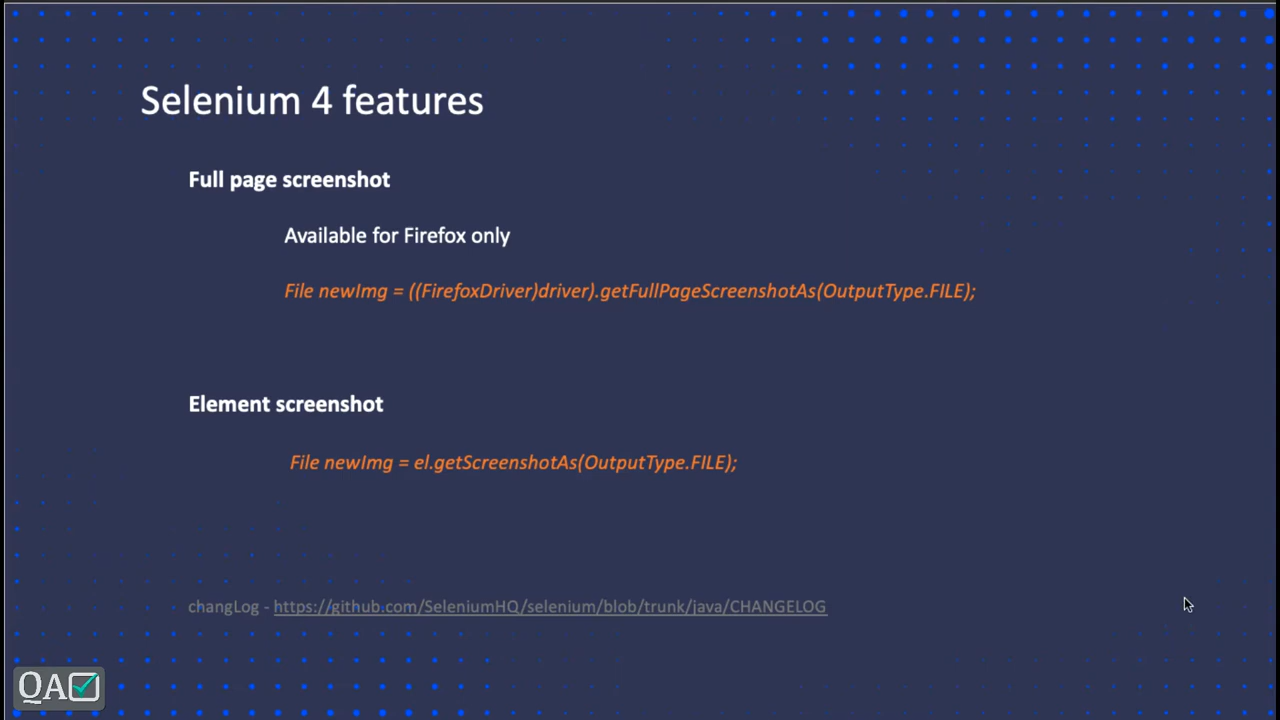 Selenium 4 features
Full page screenshot
Available for Firefox only
File newImg = ((FirefoxDriver)driver).getFullPageScreenshotAs(OutputType.FILE);
Element screenshot
File newImg = el.getScreenshotAs(OutputType.FILE);
changLog - https://github.com/SeleniumHQ/selenium/blob/trunk/java/CHANGELOG
QA